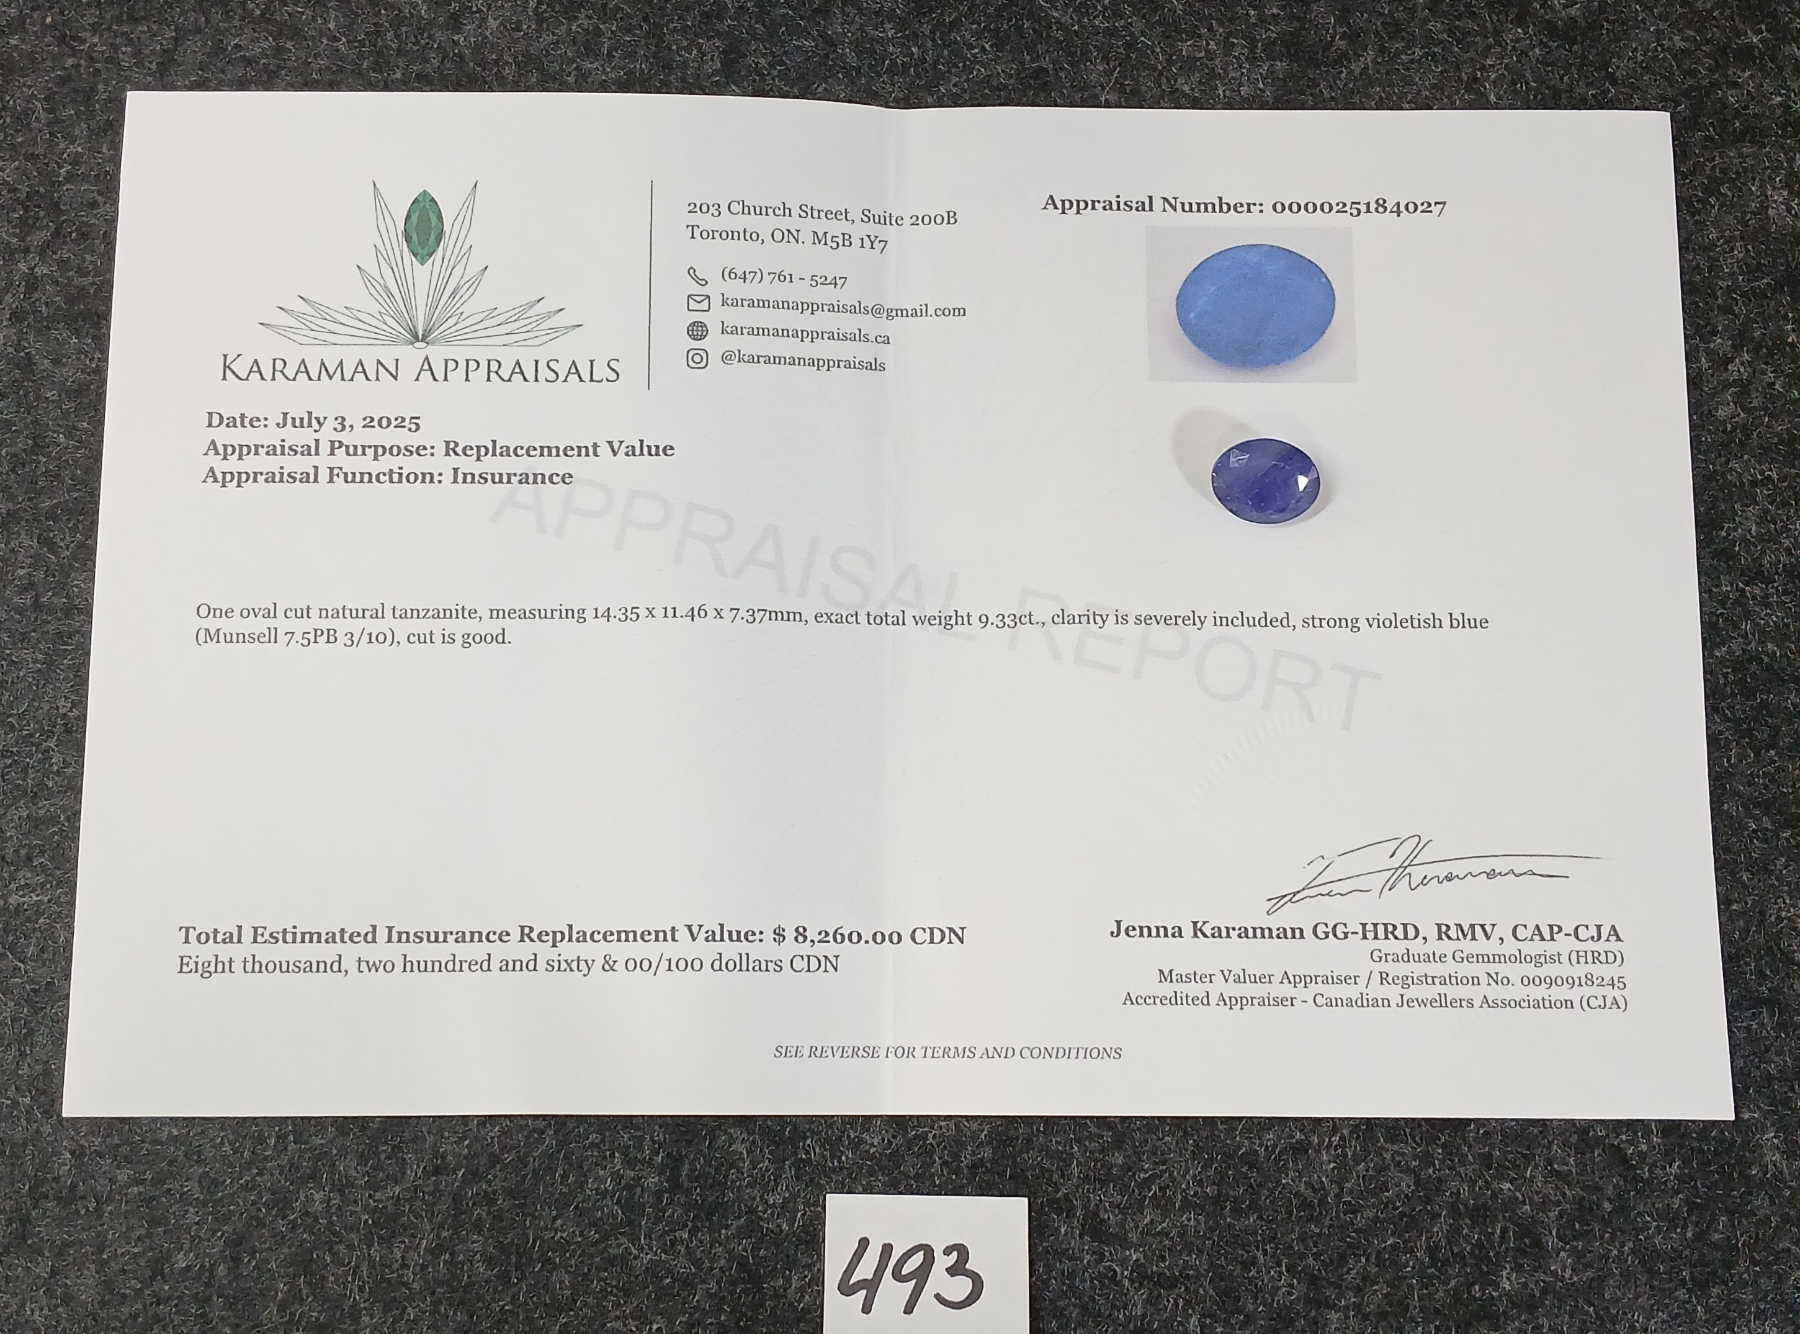 KARAMAN APPRAISALS
203 Church Street, Suite 200B
Toronto, ON. M5B 1Y7
(647) 761 - 5247
karamanappraisals@gmail.com
karamanappraisals.ca
@karamanappraisals
Appraisal Number: 000025184027
Date: July 3, 2025
Appraisal Purpose: Replacement Value
Appraisal Function: Insurance
APPRAISAL REPORT
One oval cut natural tanzanite, measuring 14.35 x 11.46 x 7.37mm, exact total weight 9.33ct., clarity is severely included, strong violetish blue
(Munsell 7.5PB 3/10), cut is good.
Total Estimated Insurance Replacement Value: $ 8,260.00 CDN
Eight thousand, two hundred and sixty & 00/100 dollars CDN
Jenna Karaman GG-HRD, RMV, CAP-CJA
Graduate Gemmologist (HRD)
Master Valuer Appraiser / Registration No. 0090918245
Accredited Appraiser - Canadian Jewellers Association (CJA)
SEE REVERSE FOR TERMS AND CONDITIONS
493